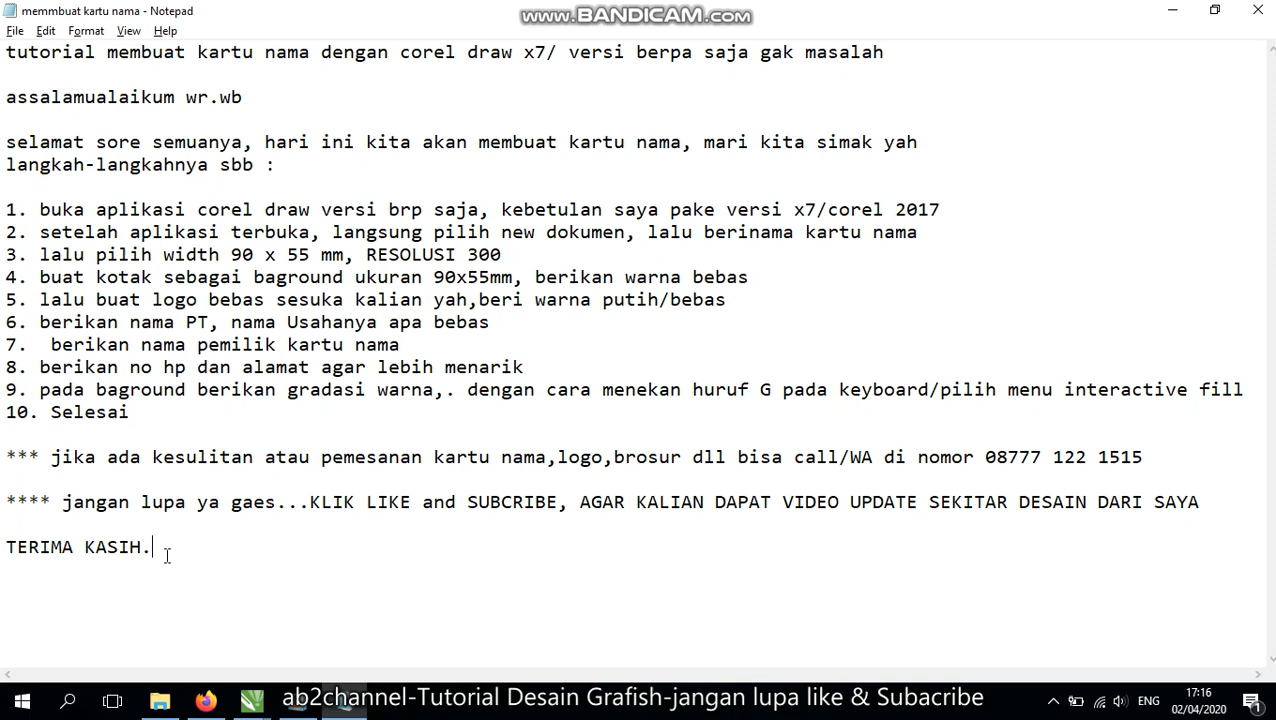 memmbuat kartu nama - Notepad
www.BANDICAM.com
File Edit Format View Help
tutorial membuat kartu nama dengan corel draw x7/ versi berpa saja gak masalah
assalamualaikum wr.wb
selamat sore semuanya, hari ini kita akan membuat kartu nama, mari kita simak yah
langkah-langkahnya sbb :
1. buka aplikasi corel draw versi brp saja, kebetulan saya pake versi x7/corel 2017
2. setelah aplikasi terbuka, langsung pilih new dokumen, lalu berinama kartu nama
3. lalu pilih width 90 x 55 mm, RESOLUSI 300
4. buat kotak sebagai baground ukuran 90x55mm, berikan warna bebas
5. lalu buat logo bebas sesuka kalian yah,beri warna putih/bebas
6. berikan nama PT, nama Usahanya apa bebas
7.  berikan nama pemilik kartu nama
8. berikan no hp dan alamat agar lebih menarik
9. pada baground berikan gradasi warna,. dengan cara menekan huruf G pada keyboard/pilih menu interactive fill
10. Selesai
*** jika ada kesulitan atau pemesanan kartu nama,logo,brosur dll bisa call/WA di nomor 08777 122 1515
**** jangan lupa ya gaes...KLIK LIKE and SUBCRIBE, AGAR KALIAN DAPAT VIDEO UPDATE SEKITAR DESAIN DARI SAYA
TERIMA KASIH.
ab2channel-Tutorial Desain Grafish-jangan lupa like & Subacribe
ENG
17:16
02/04/2020
1